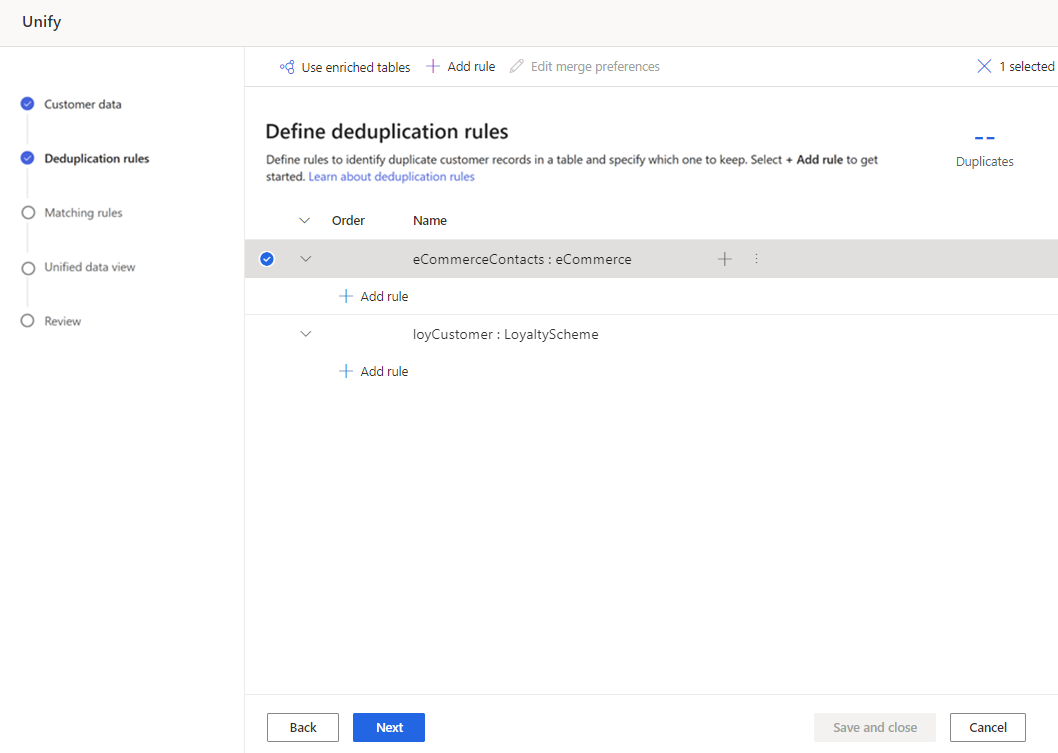 Unify
Use enriched tables
Add rule
Edit merge preferences
1 selected
Customer data
Deduplication rules
Matching rules
Unified data view
Review
Define deduplication rules
Define rules to identify duplicate customer records in a table and specify which one to keep. Select + Add rule to get
started. Learn about deduplication rules
--
Duplicates
Order
Name
eCommerceContacts : eCommerce
Add rule
loyCustomer : LoyaltyScheme
Add rule
Back
Next
Save and close
Cancel